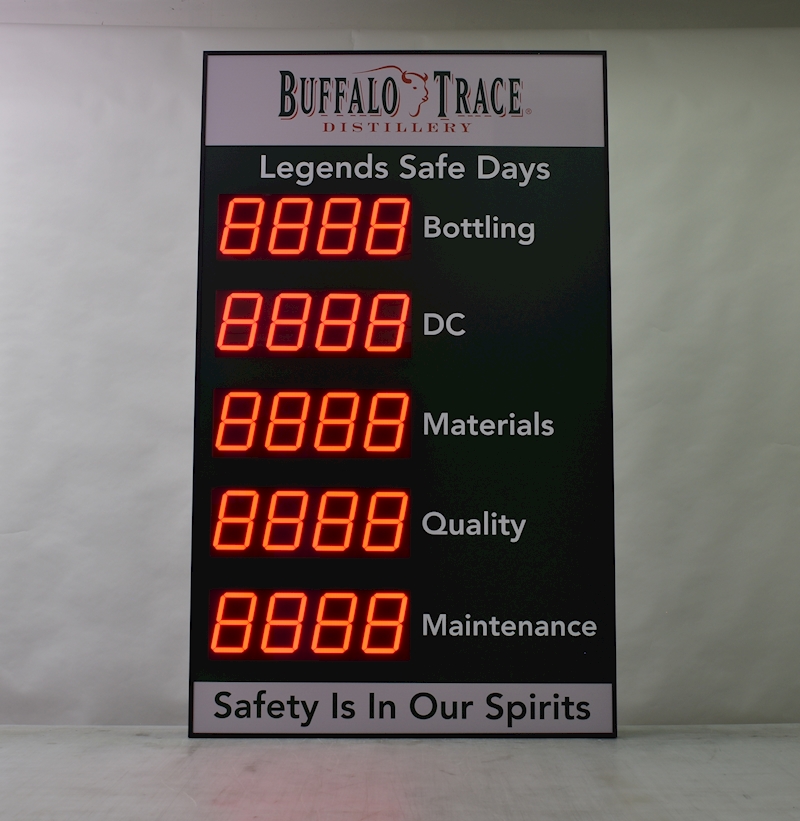 BUFFALO TRACE®
DISTILLERY
Legends Safe Days
8888 Bottling
8888 DC
8888 Materials
8888 Quality
8888 Maintenance
Safety Is In Our Spirits